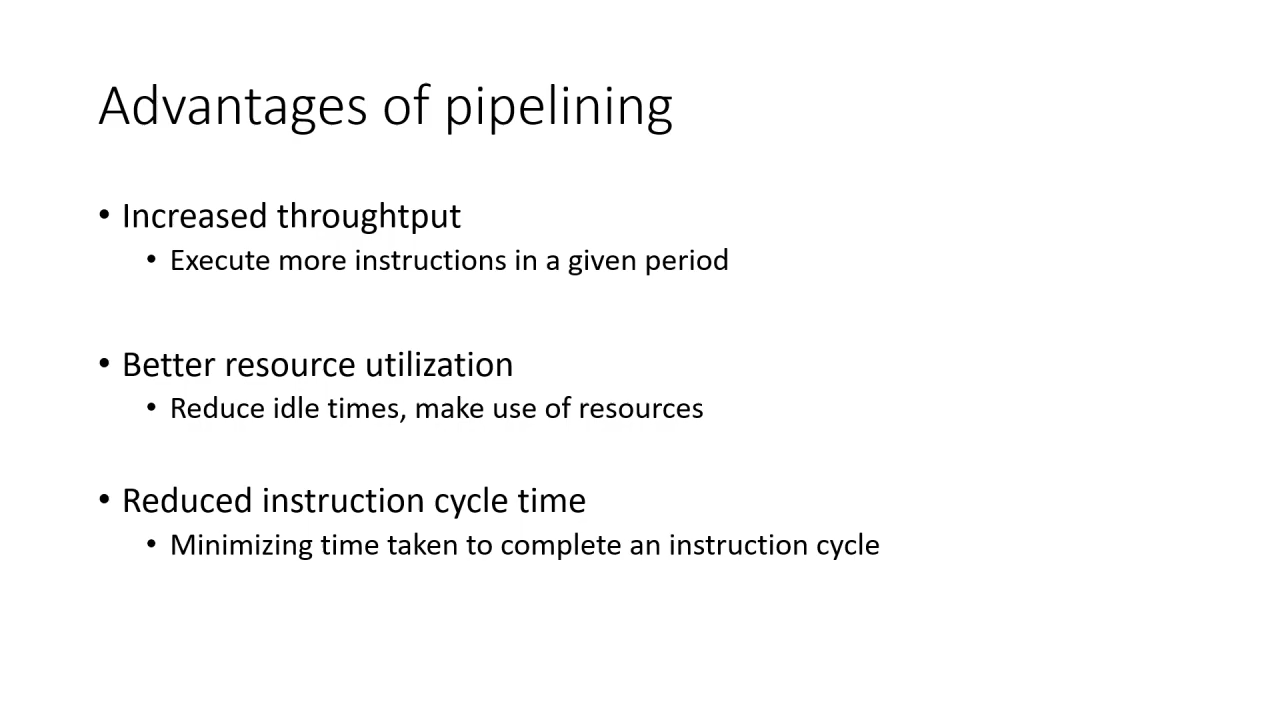 Advantages of pipelining
• Increased throughtput
• Execute more instructions in a given period
• Better resource utilization
• Reduce idle times, make use of resources
• Reduced instruction cycle time
• Minimizing time taken to complete an instruction cycle